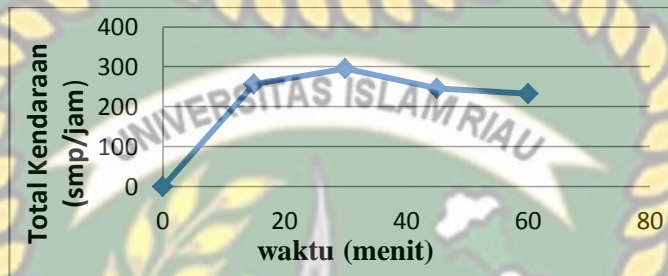 400
300
200
100
0
Total Kendaraan
(smp/jam)
0 20 40 60 80
waktu (menit)
UNIVERSITAS ISLAM RIAU